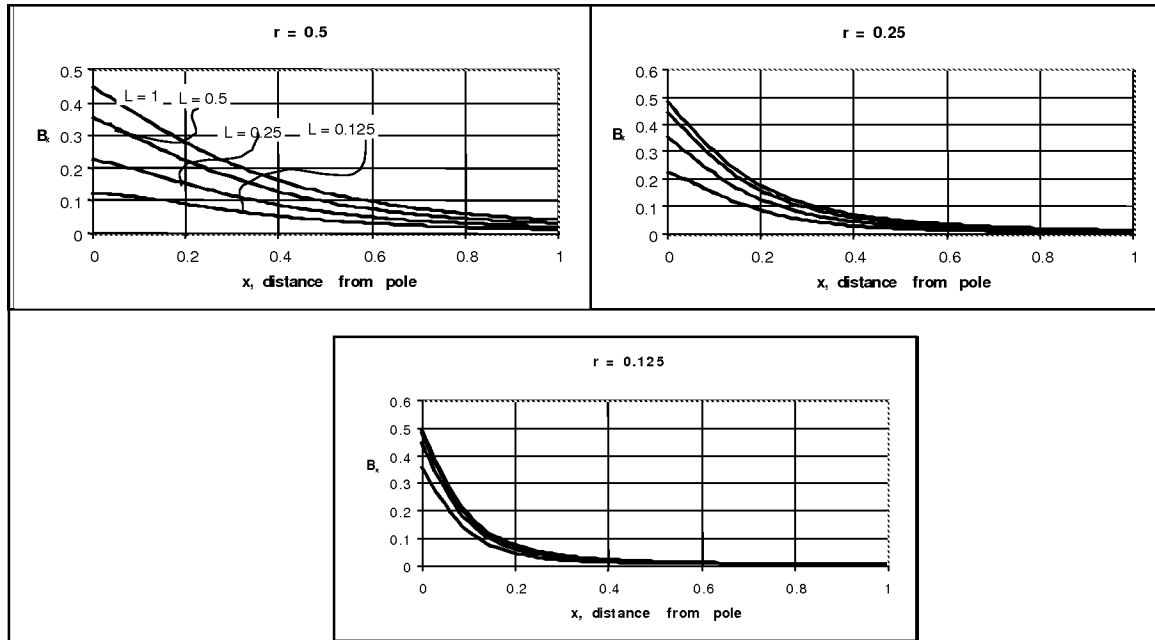 r = 0.5
0.5
0.4
0.3
0.2
0.1
0
Bx
L = 1 L = 0.5
L = 0.25 L = 0.125
0 0.2 0.4 0.6 0.8 1
x, distance from pole
r = 0.25
0.6
0.5
0.4
0.3
0.2
0.1
0
Bx
0 0.2 0.4 0.6 0.8 1
x, distance from pole
r = 0.125
0.6
0.5
0.4
0.3
0.2
0.1
0
Bx
0 0.2 0.4 0.6 0.8 1
x, distance from pole